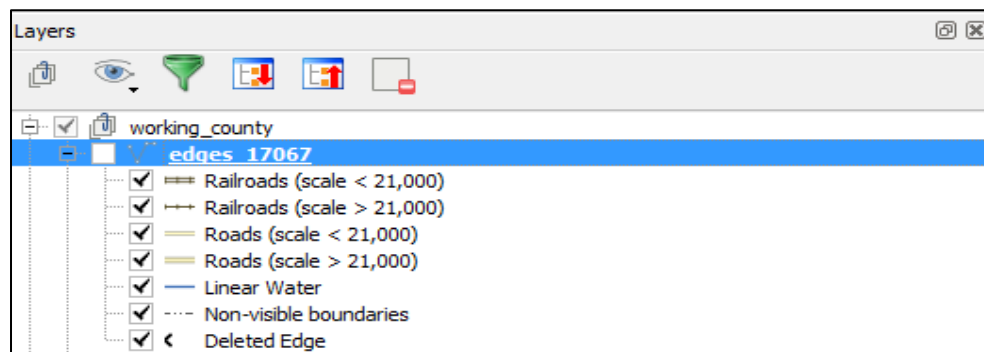 Layers
working_county
edges_17067
Railroads (scale < 21,000)
Railroads (scale > 21,000)
Roads (scale < 21,000)
Roads (scale > 21,000)
Linear Water
Non-visible boundaries
Deleted Edge